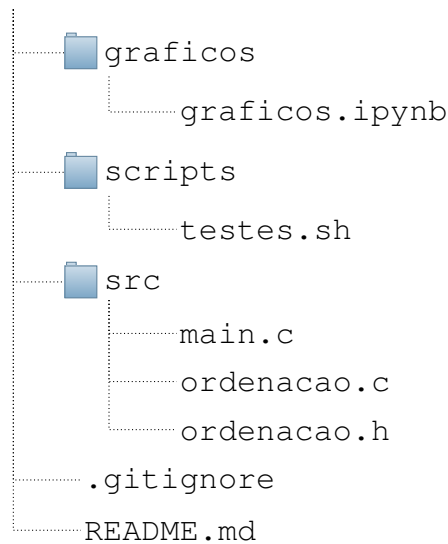 graficos
graficos.ipynb
scripts
testes.sh
src
main.c
ordenacao.c
ordenacao.h
.gitignore
README.md